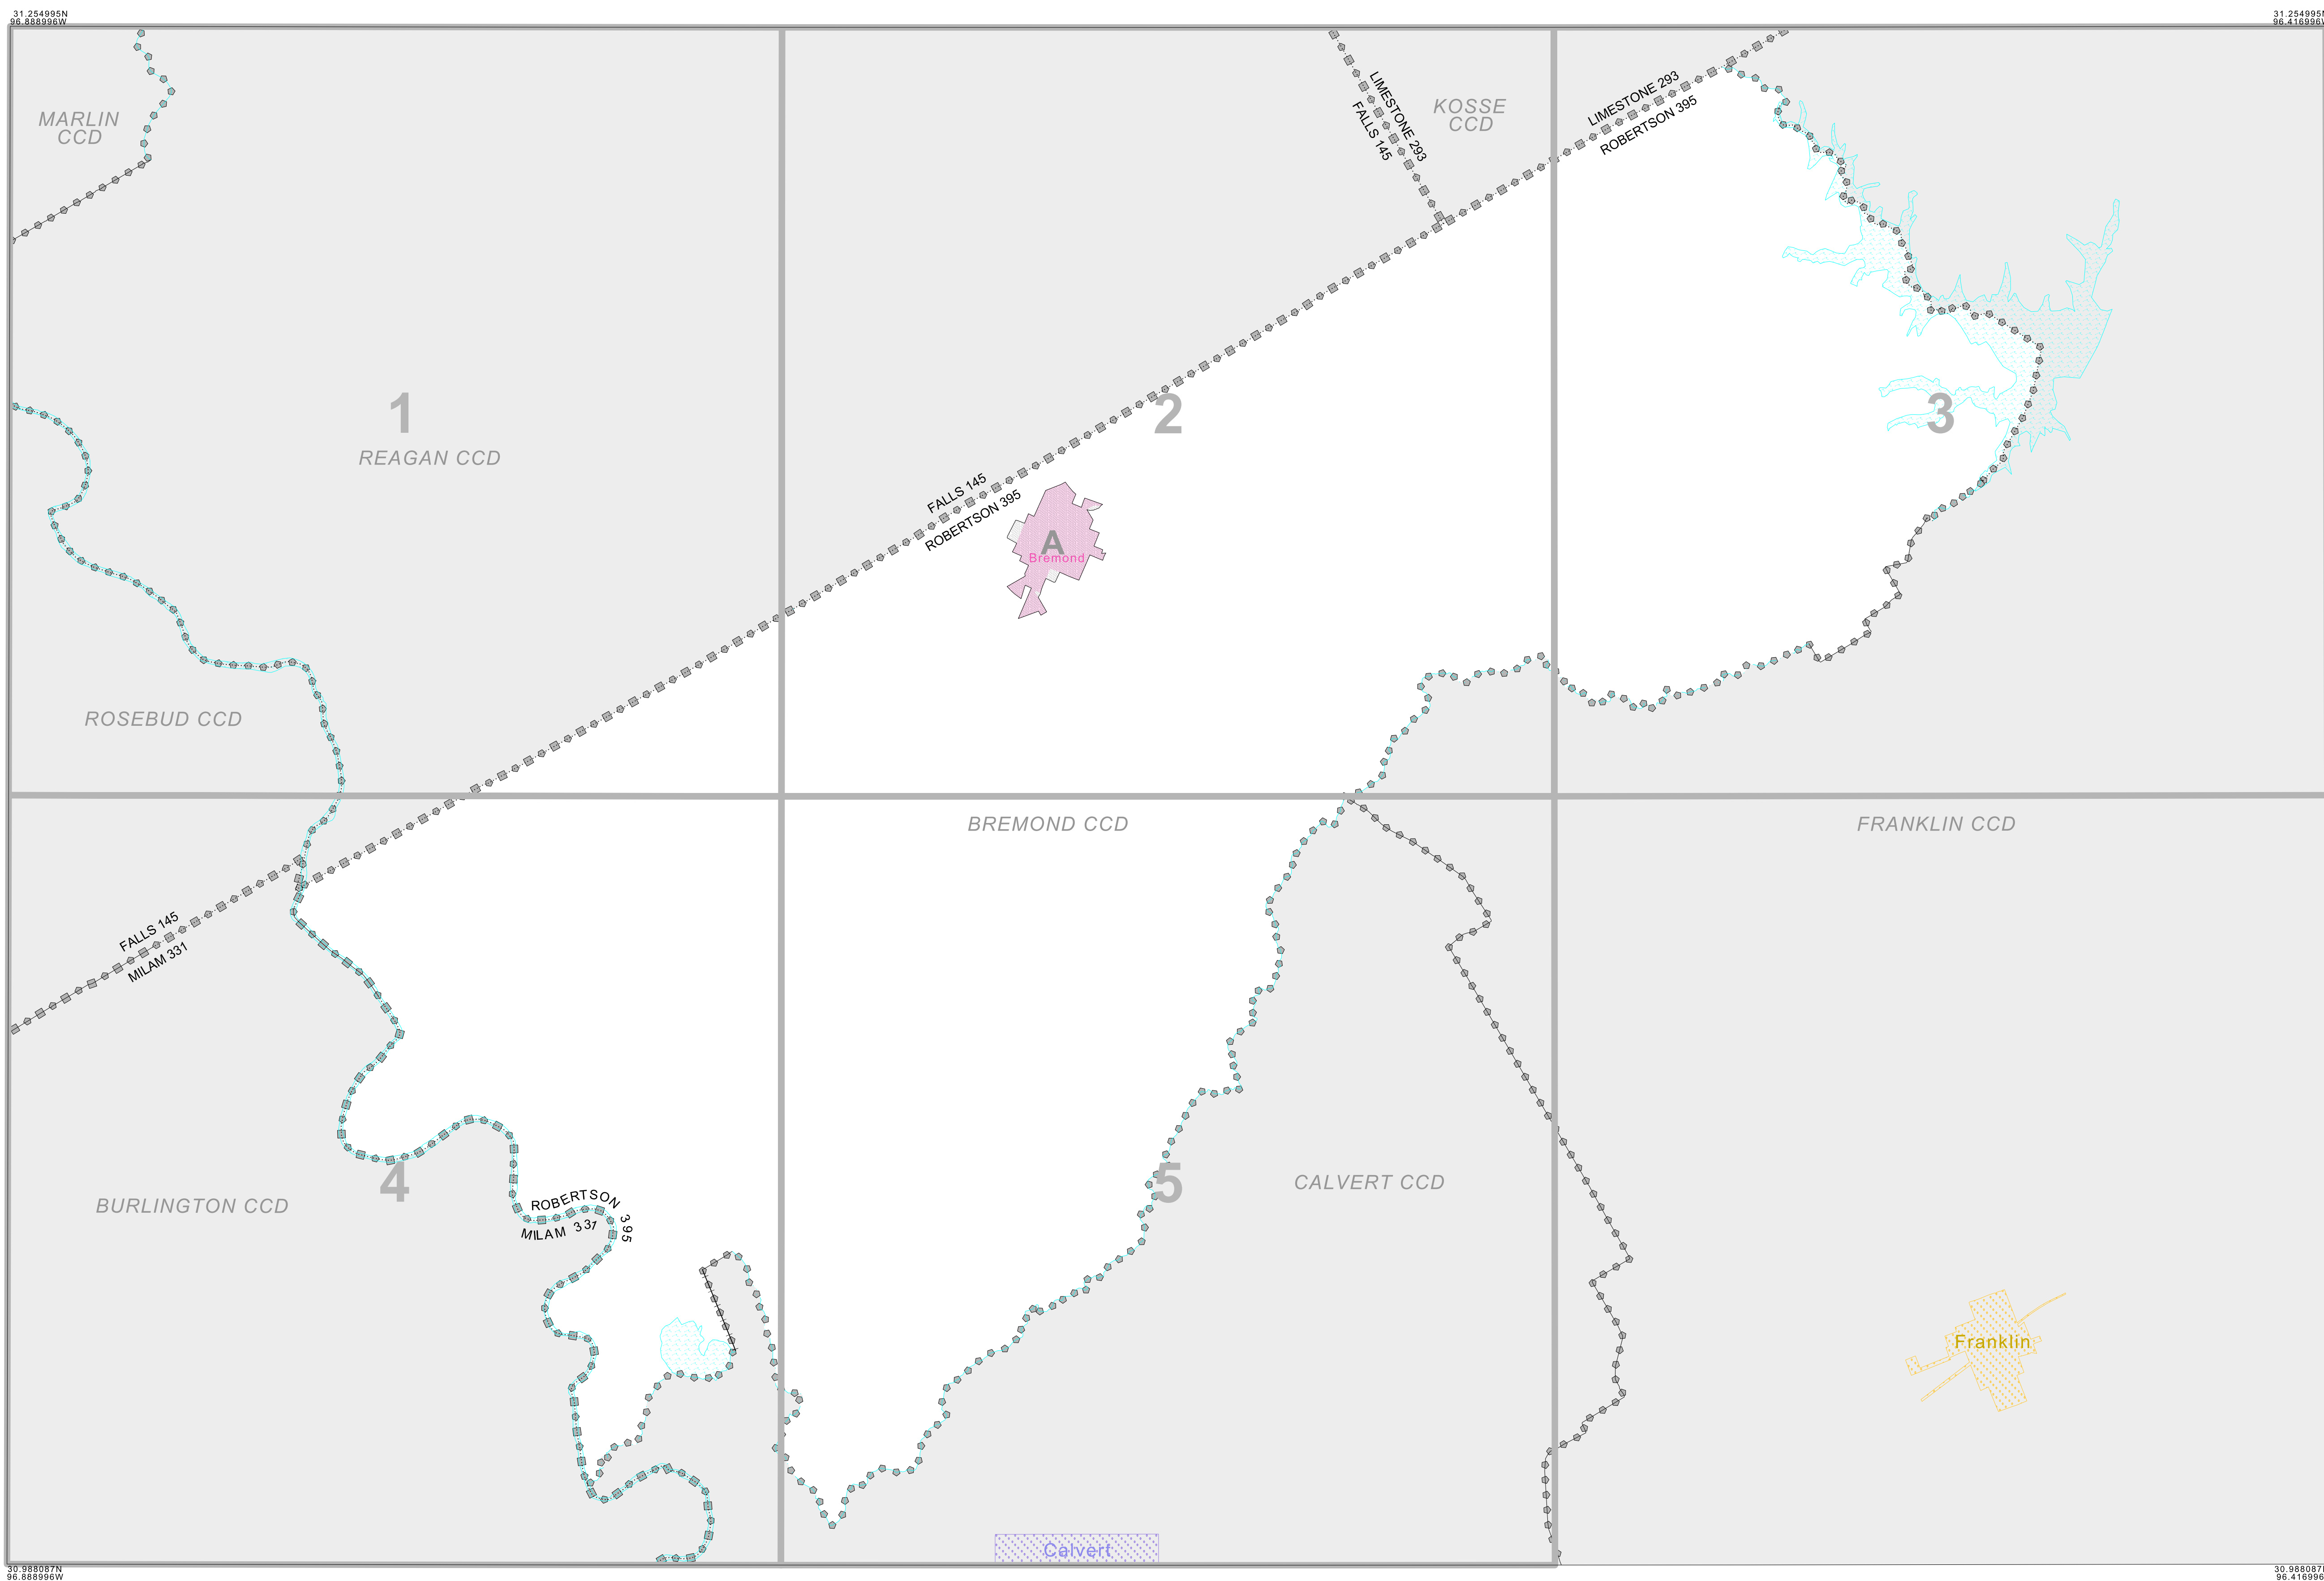 31.254995N
96.888996W
31.254995N
96.416996W
MARLIN
CCD
LIMESTONE 293
FALLS 145
KOSSE
CCD
LIMESTONE 293
ROBERTSON 395
1
REAGAN CCD
2
3
FALLS 145
ROBERTSON 395
A
Bremond
ROSEBUD CCD
BREMOND CCD
FRANKLIN CCD
FALLS 145
MILAM 331
4
BURLINGTON CCD
ROBERTSON 395
MILAM 331
5
CALVERT CCD
Franklin
Calvert
30.988087N
96.888996W
30.988087N
96.416996